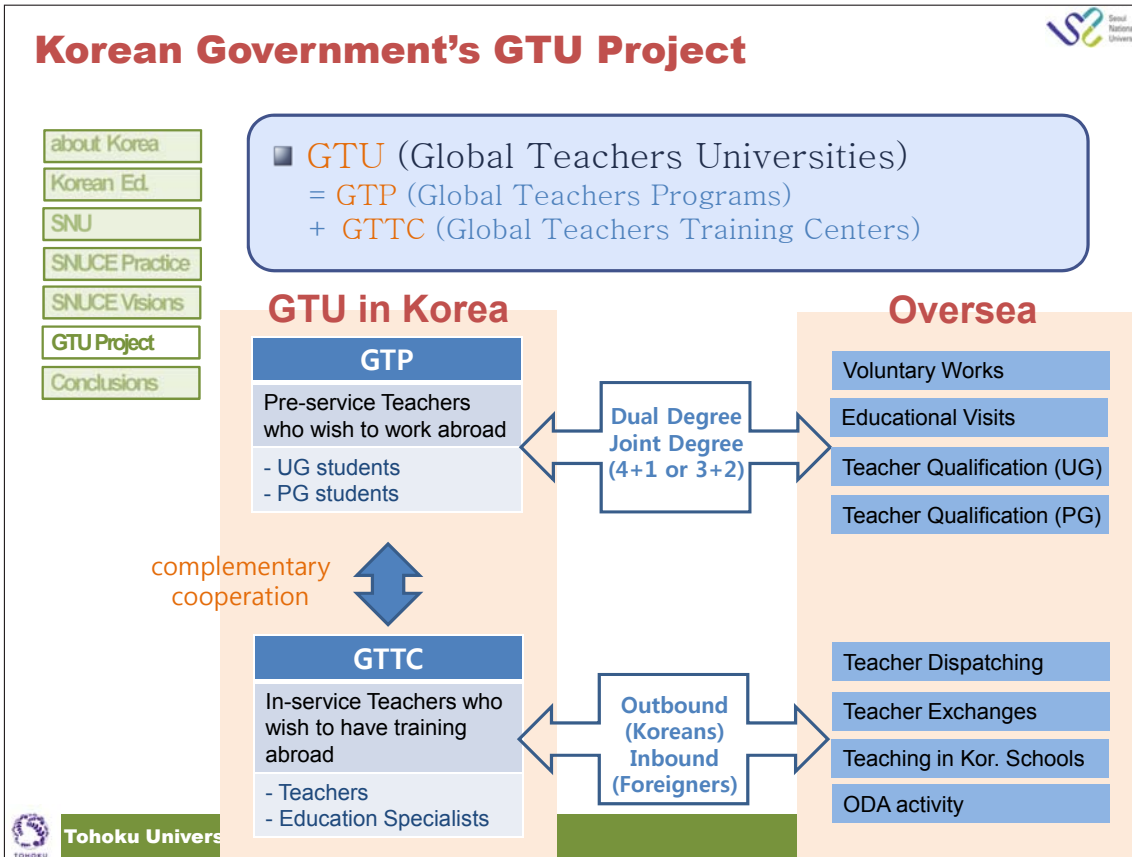 Korean Government's GTU Project
Seoul
National
about Korea
Korean Ed.
SNU
SNUCE Practice
SNUCE Visions
GTU Project
Conclusions
GTU (Global Teachers Universities)
= GTP (Global Teachers Programs)
+ GTTC (Global Teachers Training Centers)
GTU in Korea
GTP
Pre-service Teachers
who wish to work abroad
- UG students
- PG students
complementary
cooperation
GTTC
In-service Teachers who
wish to have training
abroad
- Teachers
- Education Specialists
Dual Degree
Joint Degree
(4+1 or 3+2)
Outbound
(Koreans)
Inbound
(Foreigners)
Oversea
Voluntary Works
Educational Visits
Teacher Qualification (UG)
Teacher Qualification (PG)
Teacher Dispatching
Teacher Exchanges
Teaching in Kor. Schools
ODA activity
TOHOKU
Tohoku Univers